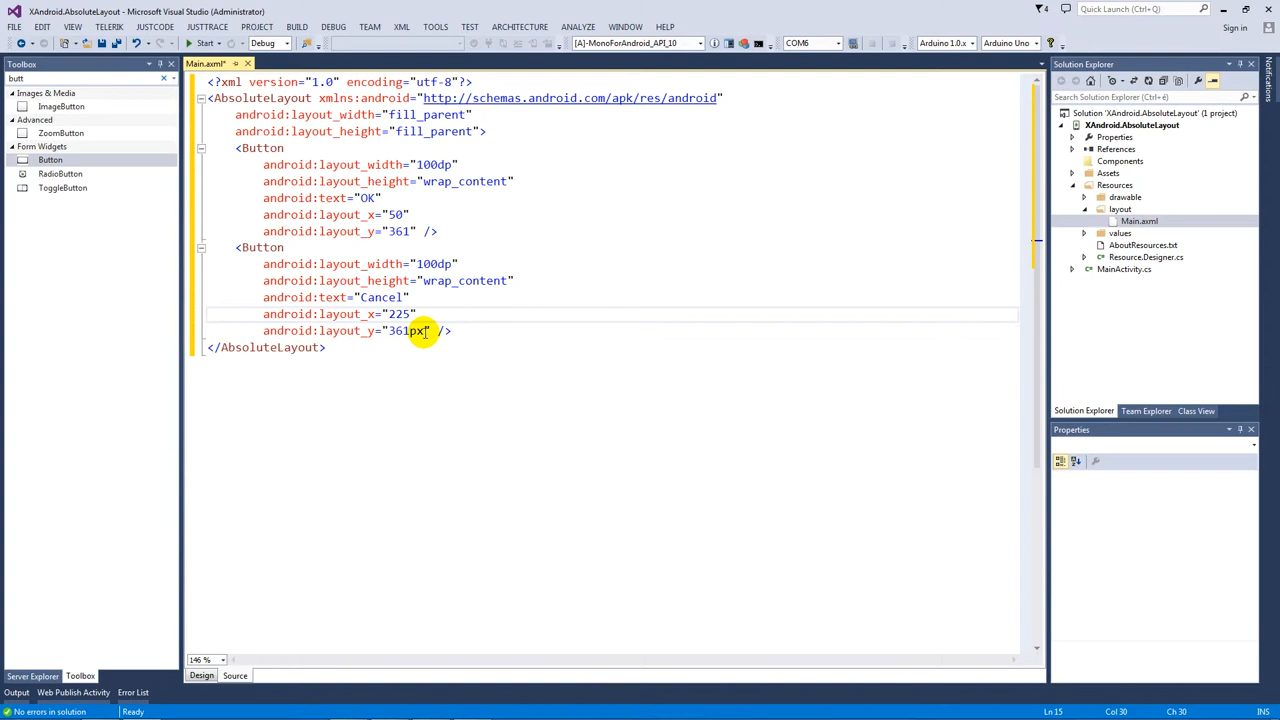 XAndroid.AbsoluteLayout - Microsoft Visual Studio (Administrator)
4
Quick Launch (Ctrl+Q)
FILE EDIT VIEW TELERIK JUSTCODE JUSTTRACE PROJECT BUILD DEBUG TEAM XML TOOLS TEST ARCHITECTURE ANALYZE WINDOW HELP
Sign in
Start Debug [A]-MonoForAndroid_API_10 COM6 Arduino 1.0.x Arduino Uno
Toolbox
butt
Images & Media
ImageButton
Advanced
ZoomButton
Form Widgets
Button
RadioButton
ToggleButton
Main.axml*
<?xml version="1.0" encoding="utf-8"?>
<AbsoluteLayout xmlns:android="http://schemas.android.com/apk/res/android"
android:layout_width="fill_parent"
android:layout_height="fill_parent">
<Button
android:layout_width="100dp"
android:layout_height="wrap_content"
android:text="OK"
android:layout_x="50"
android:layout_y="361" />
<Button
android:layout_width="100dp"
android:layout_height="wrap_content"
android:text="Cancel"
android:layout_x="225"
android:layout_y="361px" />
</AbsoluteLayout>
146 %
Design Source
Solution Explorer
Search Solution Explorer (Ctrl+é)
Solution 'XAndroid.AbsoluteLayout' (1 project)
XAndroid.AbsoluteLayout
Properties
References
Components
Assets
Resources
drawable
layout
Main.axml
values
AboutResources.txt
Resource.Designer.cs
MainActivity.cs
Solution Explorer Team Explorer Class View
Properties
Notifications
Server Explorer Toolbox
Output Web Publish Activity Error List
No errors in solution Ready Ln 15 Col 30 Ch 30 INS